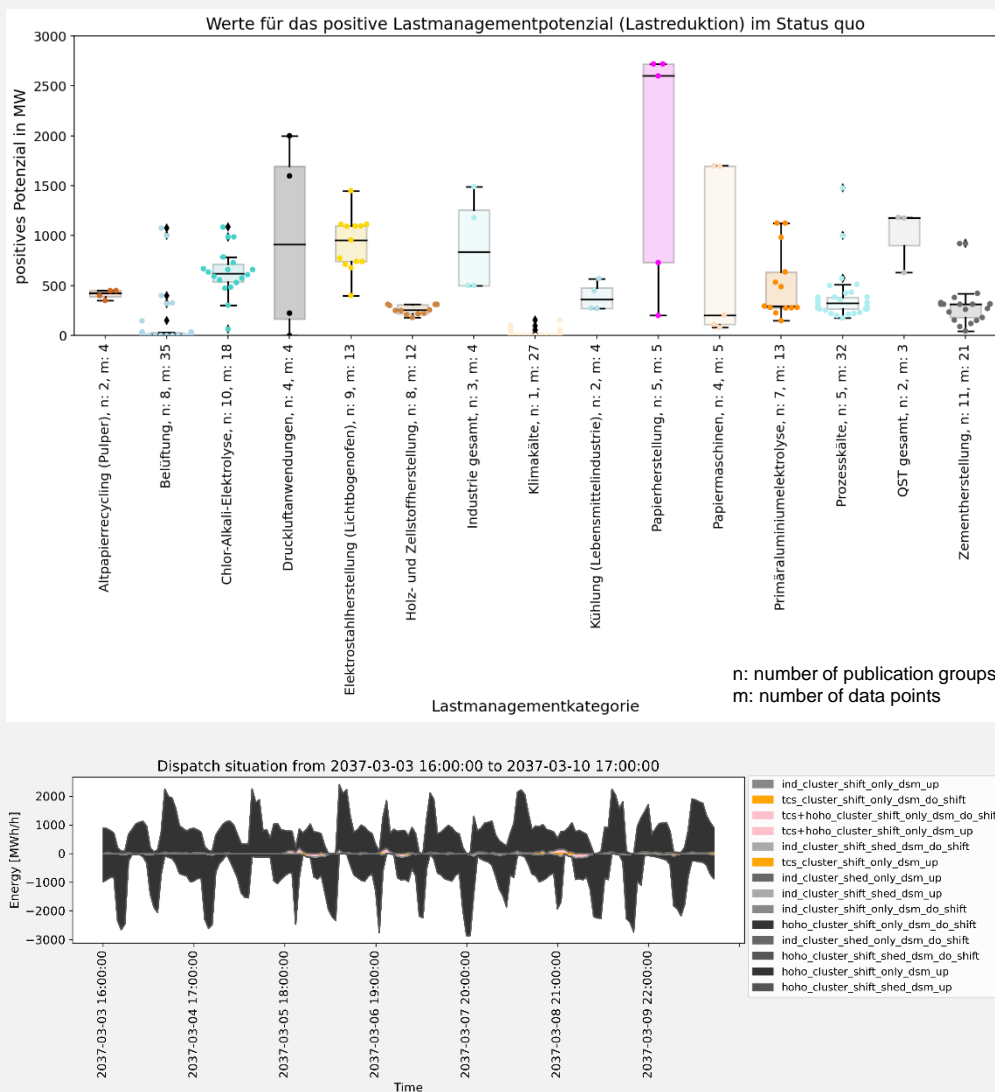 Werte für das positive Lastmanagementpotenzial (Lastreduktion) im Status quo
positives Potenzial in MW
3000
2500
2000
1500
1000
500
0
Altpapierrecycling (Pulper), n: 2, m: 4
Belüftung, n: 8, m: 35
Chlor-Alkali-Elektrolyse, n: 10, m: 18
Druckluftanwendungen, n: 4, m: 4
Elektrostahlherstellung (Lichtbogenofen), n: 9, m: 13
Holz- und Zellstoffherstellung, n: 8, m: 12
Industrie gesamt, n: 3, m: 4
Klimakälte, n: 1, m: 27
Kühlung (Lebensmittelindustrie), n: 2, m: 4
Papierherstellung, n: 5, m: 5
Papiermaschinen, n: 4, m: 5
Primäraluminiumelektrolyse, n: 7, m: 13
Prozesskälte, n: 5, m: 32
QST gesamt, n: 2, m: 3
Zementherstellung, n: 11, m: 21
Lastmanagementkategorie
n: number of publication groups
m: number of data points
Dispatch situation from 2037-03-03 16:00:00 to 2037-03-10 17:00:00
Energy [MWh/h]
2000
1000
0
−1000
−2000
−3000
2037-03-03 16:00:00
2037-03-04 17:00:00
2037-03-05 18:00:00
2037-03-06 19:00:00
2037-03-07 20:00:00
2037-03-08 21:00:00
2037-03-09 22:00:00
Time
ind_cluster_shift_only_dsm_up
tcs_cluster_shift_only_dsm_do_shift
tcs+hoho_cluster_shift_only_dsm_do_shift
tcs+hoho_cluster_shift_only_dsm_up
ind_cluster_shift_shed_dsm_do_shift
tcs_cluster_shift_only_dsm_up
ind_cluster_shed_only_dsm_up
ind_cluster_shift_shed_dsm_up
ind_cluster_shift_only_dsm_do_shift
hoho_cluster_shift_only_dsm_do_shift
ind_cluster_shed_only_dsm_do_shift
hoho_cluster_shift_shed_dsm_do_shift
hoho_cluster_shift_only_dsm_up
hoho_cluster_shift_shed_dsm_up